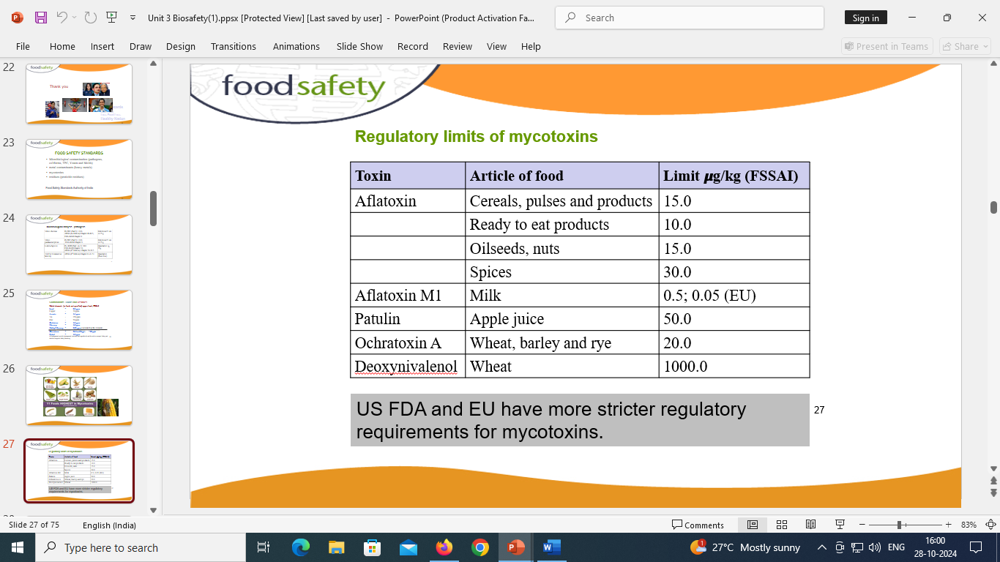 Unit 3 Biosafety(1).ppsx [Protected View] [Last saved by user] - PowerPoint (Product Activation Fa...
Search
Sign in
File Home Insert Draw Design Transitions Animations Slide Show Record Review View Help
Present in Teams
Share
22
foodsafety
Thank you
23
foodsafety
FOOD SAFETY STANDARDS
24
foodsafety
25
foodsafety
26
foodsafety
11 Foods HIGHEST in Mycotoxins
27
foodsafety
foodsafety
Regulatory limits of mycotoxins
Toxin Article of food Limit µg/kg (FSSAI)
Aflatoxin Cereals, pulses and products 15.0
Ready to eat products 10.0
Oilseeds, nuts 15.0
Spices 30.0
Aflatoxin M1 Milk 0.5; 0.05 (EU)
Patulin Apple juice 50.0
Ochratoxin A Wheat, barley and rye 20.0
Deoxynivalenol Wheat 1000.0
US FDA and EU have more stricter regulatory
requirements for mycotoxins.
27
Slide 27 of 75 English (India)
Comments
83%
Type here to search
1
27°C Mostly sunny
ENG
16:00
28-10-2024